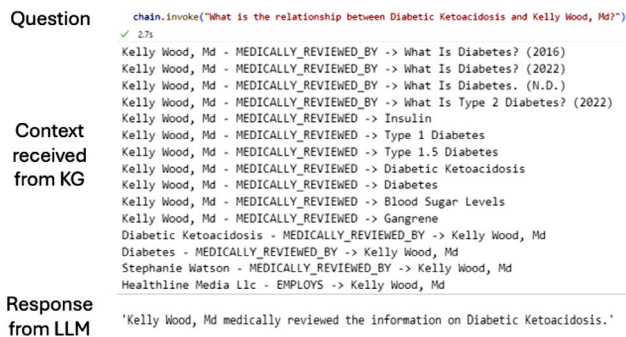 Question
chain.invoke("What is the relationship between Diabetic Ketoacidosis and Kelly Wood, Md?")
✓ 2.7s
Context
received
from KG
Kelly Wood, Md - MEDICALLY_REVIEWED_BY -> What Is Diabetes? (2016)
Kelly Wood, Md - MEDICALLY_REVIEWED_BY -> What Is Diabetes? (2022)
Kelly Wood, Md - MEDICALLY_REVIEWED_BY -> What Is Diabetes. (N.D.)
Kelly Wood, Md - MEDICALLY_REVIEWED_BY -> What Is Type 2 Diabetes? (2022)
Kelly Wood, Md - MEDICALLY_REVIEWED -> Insulin
Kelly Wood, Md - MEDICALLY_REVIEWED -> Type 1 Diabetes
Kelly Wood, Md - MEDICALLY_REVIEWED -> Type 1.5 Diabetes
Kelly Wood, Md - MEDICALLY_REVIEWED -> Diabetic Ketoacidosis
Kelly Wood, Md - MEDICALLY_REVIEWED -> Diabetes
Kelly Wood, Md - MEDICALLY_REVIEWED -> Blood Sugar Levels
Kelly Wood, Md - MEDICALLY_REVIEWED -> Gangrene
Diabetic Ketoacidosis - MEDICALLY_REVIEWED_BY -> Kelly Wood, Md
Diabetes - MEDICALLY_REVIEWED_BY -> Kelly Wood, Md
Stephanie Watson - MEDICALLY_REVIEWED_BY -> Kelly Wood, Md
Healthline Media Llc - EMPLOYS -> Kelly Wood, Md
Response
from LLM
'Kelly Wood, Md medically reviewed the information on Diabetic Ketoacidosis.'